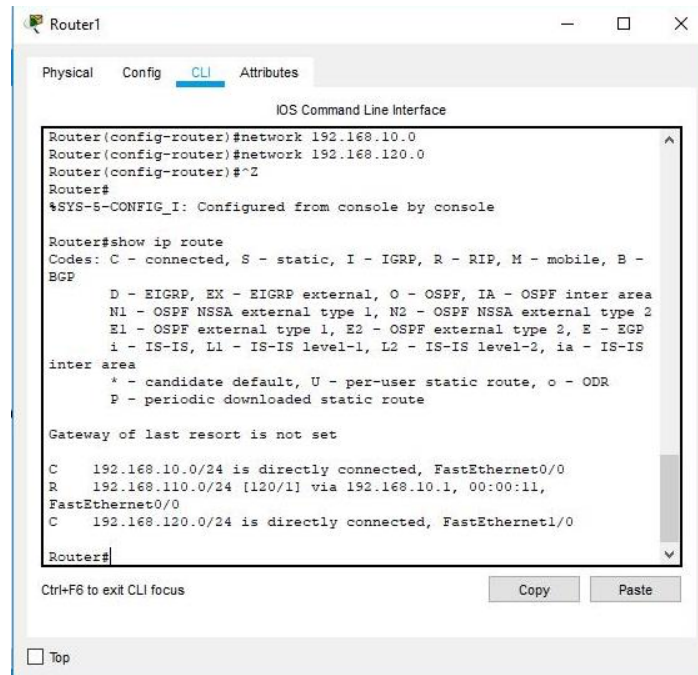 Router1
Physical Config CLI Attributes
IOS Command Line Interface
Router(config-router)#network 192.168.10.0
Router(config-router)#network 192.168.120.0
Router(config-router)#^Z
Router#
%SYS-5-CONFIG_I: Configured from console by console
Router#show ip route
Codes: C - connected, S - static, I - IGRP, R - RIP, M - mobile, B -
BGP
D - EIGRP, EX - EIGRP external, O - OSPF, IA - OSPF inter area
N1 - OSPF NSSA external type 1, N2 - OSPF NSSA external type 2
E1 - OSPF external type 1, E2 - OSPF external type 2, E - EGP
i - IS-IS, L1 - IS-IS level-1, L2 - IS-IS level-2, ia - IS-IS
inter area
* - candidate default, U - per-user static route, o - ODR
P - periodic downloaded static route
Gateway of last resort is not set
C 192.168.10.0/24 is directly connected, FastEthernet0/0
R 192.168.110.0/24 [120/1] via 192.168.10.1, 00:00:11,
FastEthernet0/0
C 192.168.120.0/24 is directly connected, FastEthernet1/0
Router#
Ctrl+F6 to exit CLI focus Copy Paste
Top